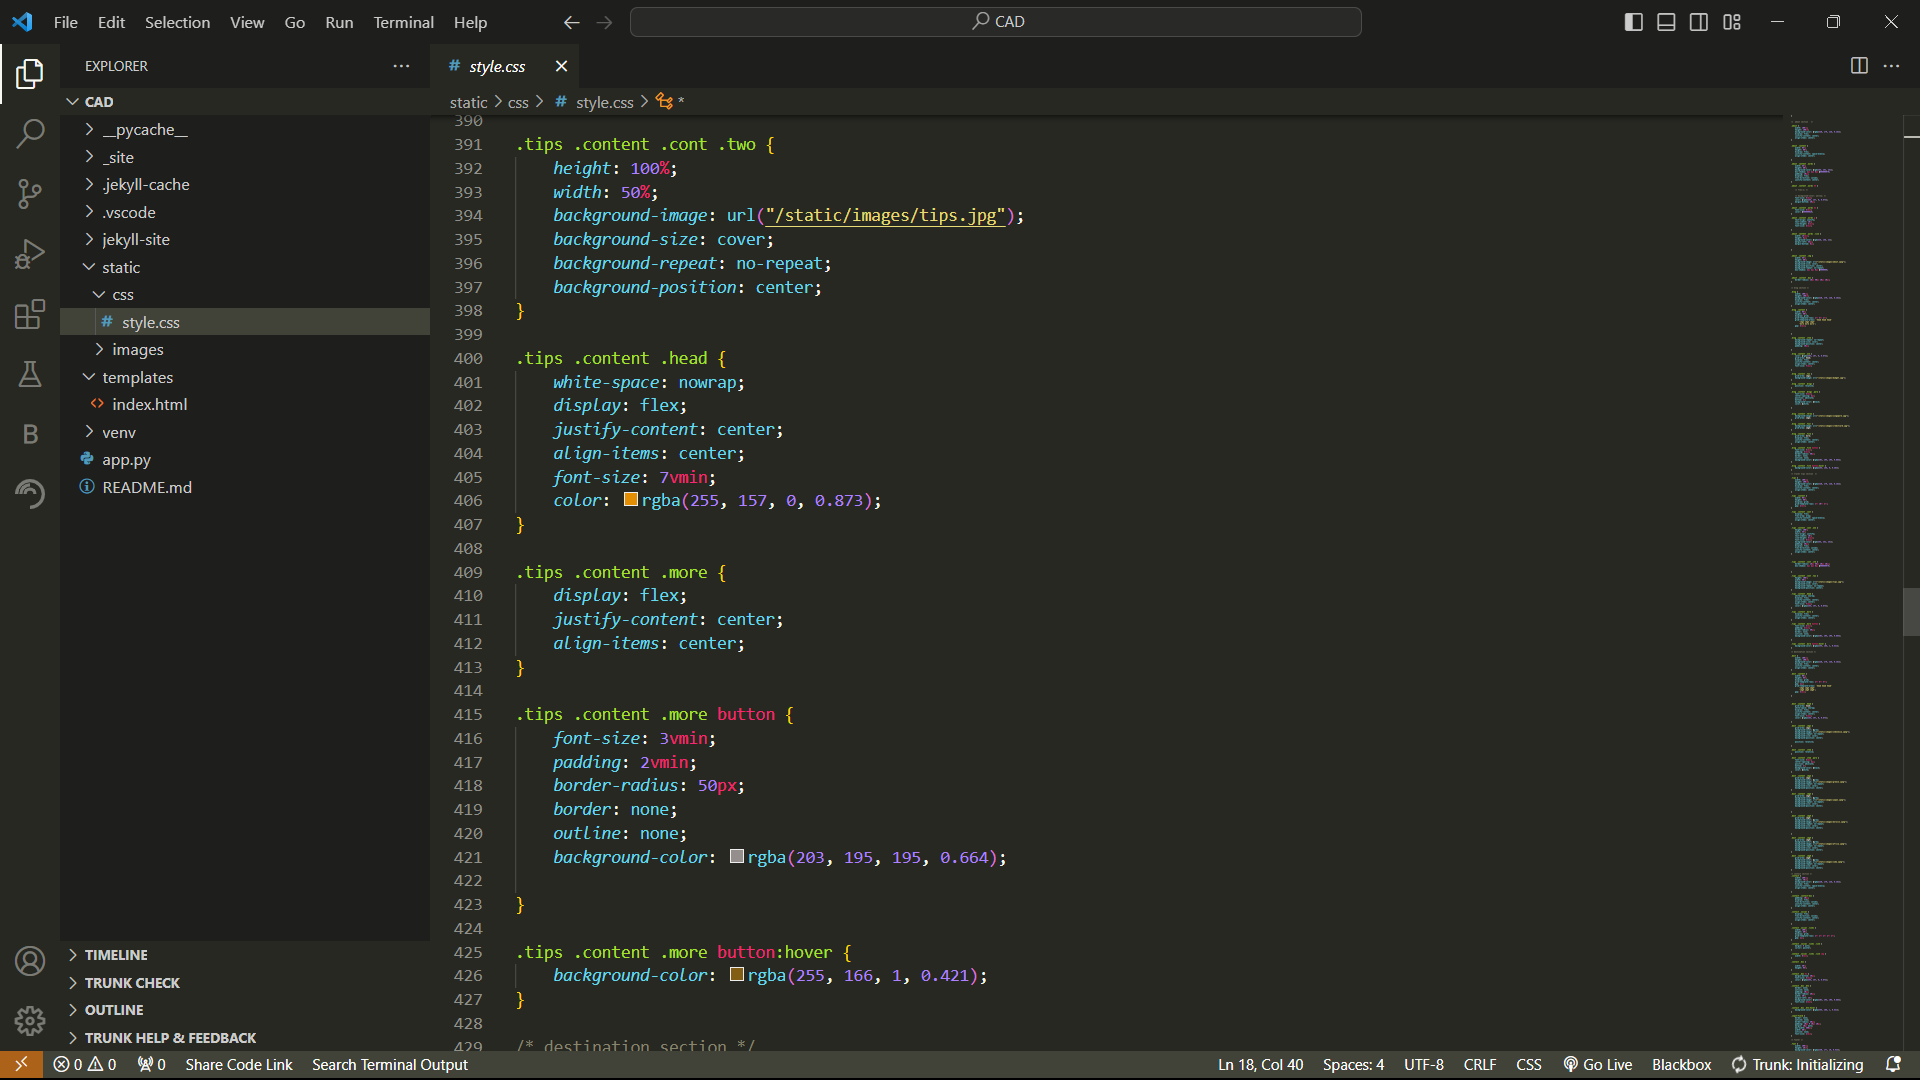 File Edit Selection View Go Run Terminal Help
CAD
EXPLORER
style.css
CAD
static > css > # style.css > *
__pycache__
_site
.jekyll-cache
.vscode
jekyll-site
static
css
# style.css
images
templates
<> index.html
venv
app.py
README.md
TIMELINE
TRUNK CHECK
OUTLINE
TRUNK HELP & FEEDBACK
390
391 .tips .content .cont .two {
392 height: 100%;
393 width: 50%;
394 background-image: url("/static/images/tips.jpg");
395 background-size: cover;
396 background-repeat: no-repeat;
397 background-position: center;
398 }
399
400 .tips .content .head {
401 white-space: nowrap;
402 display: flex;
403 justify-content: center;
404 align-items: center;
405 font-size: 7vmin;
406 color: rgba(255, 157, 0, 0.873);
407 }
408
409 .tips .content .more {
410 display: flex;
411 justify-content: center;
412 align-items: center;
413 }
414
415 .tips .content .more button {
416 font-size: 3vmin;
417 padding: 2vmin;
418 border-radius: 50px;
419 border: none;
420 outline: none;
421 background-color: rgba(203, 195, 195, 0.664);
422
423 }
424
425 .tips .content .more button:hover {
426 background-color: rgba(255, 166, 1, 0.421);
427 }
428
429 /* destination section */
0 0 0 Share Code Link Search Terminal Output Ln 18, Col 40 Spaces: 4 UTF-8 CRLF CSS Go Live Blackbox Trunk: Initializing